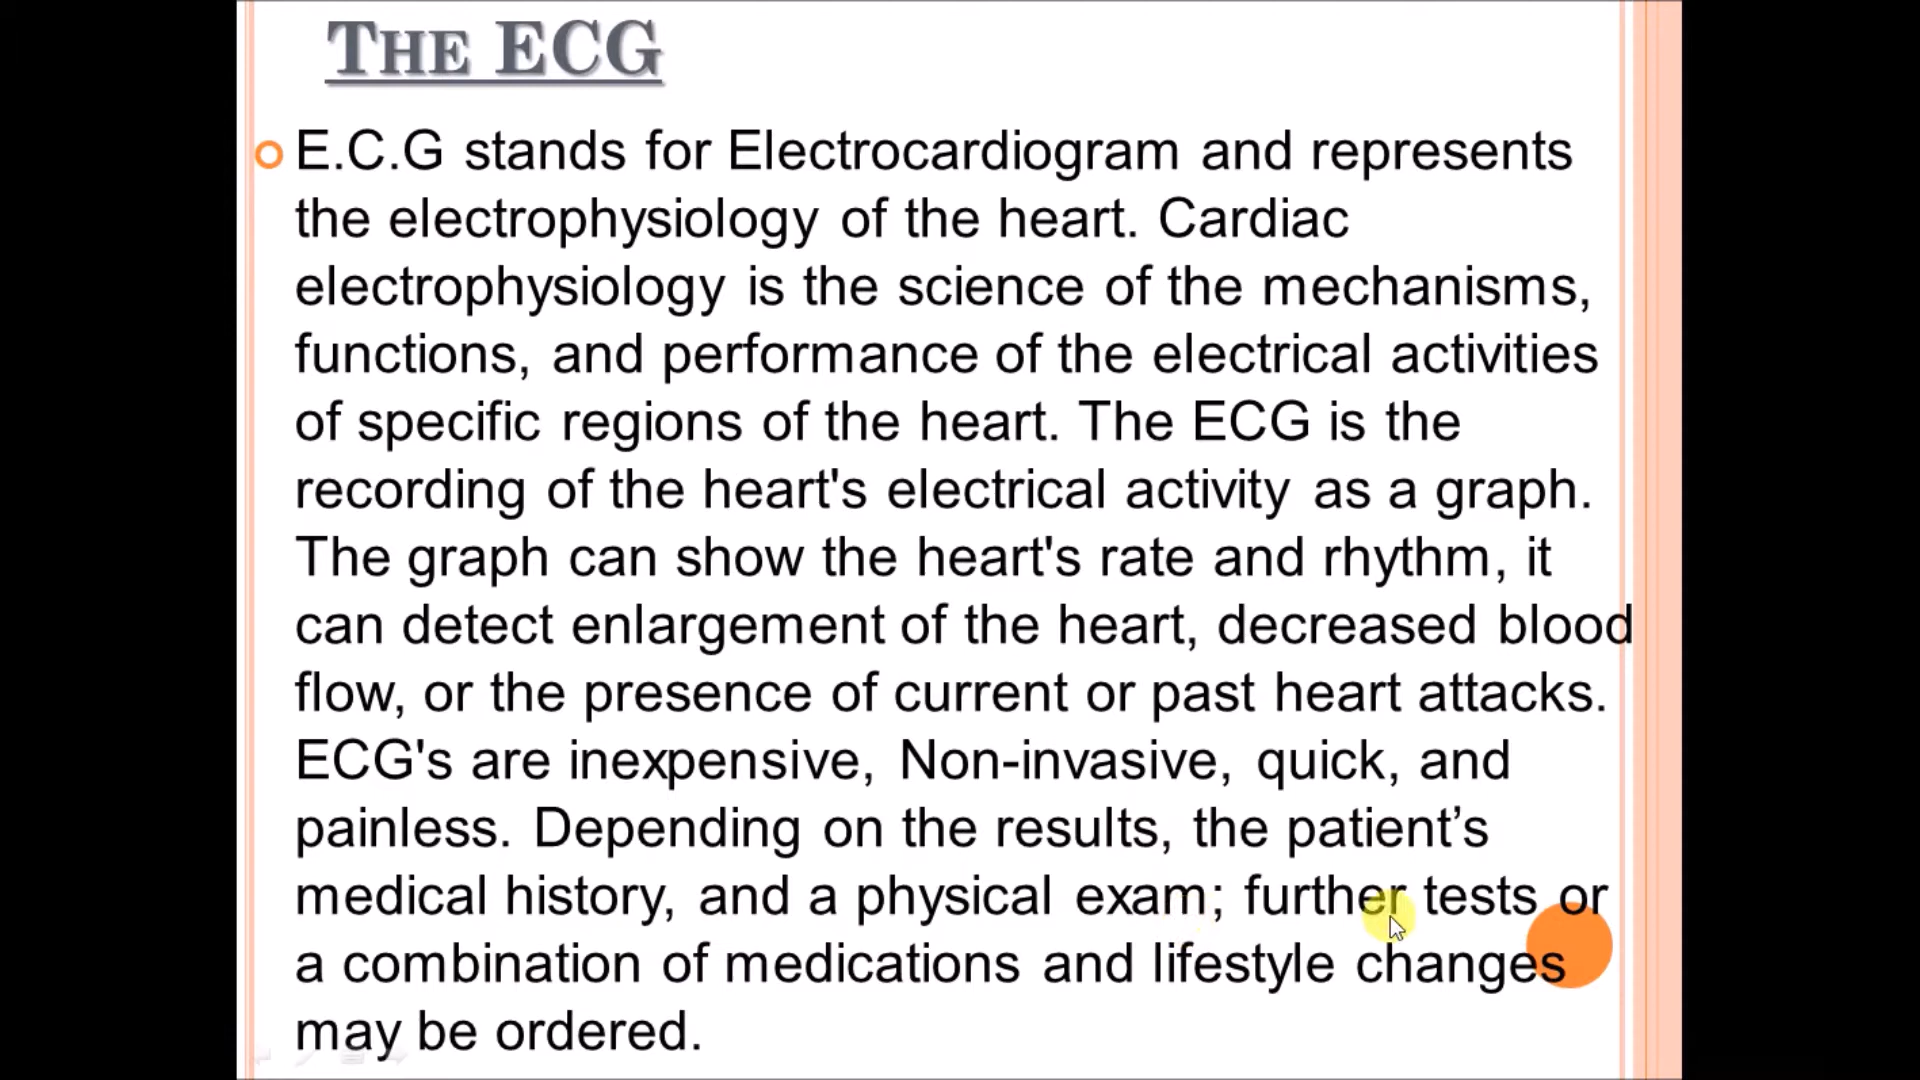 THE ECG
E.C.G stands for Electrocardiogram and represents
the electrophysiology of the heart. Cardiac
electrophysiology is the science of the mechanisms,
functions, and performance of the electrical activities
of specific regions of the heart. The ECG is the
recording of the heart's electrical activity as a graph.
The graph can show the heart's rate and rhythm, it
can detect enlargement of the heart, decreased blood
flow, or the presence of current or past heart attacks.
ECG's are inexpensive, Non-invasive, quick, and
painless. Depending on the results, the patient’s
medical history, and a physical exam; further tests or
a combination of medications and lifestyle changes
may be ordered.